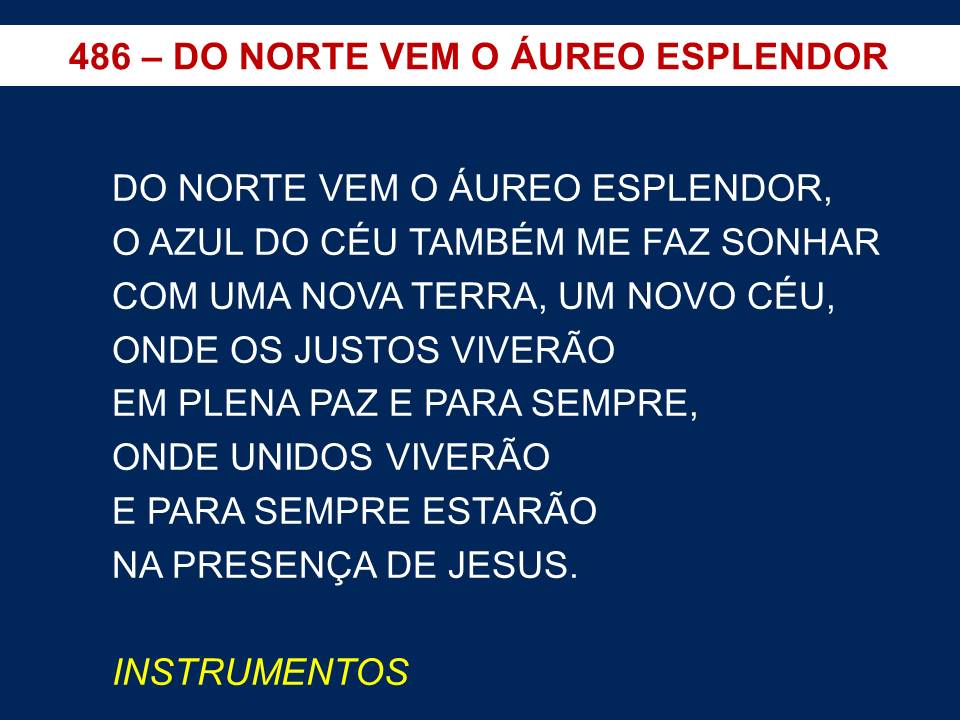 486 – DO NORTE VEM O ÁUREO ESPLENDOR
DO NORTE VEM O ÁUREO ESPLENDOR,
O AZUL DO CÉU TAMBÉM ME FAZ SONHAR
COM UMA NOVA TERRA, UM NOVO CÉU,
ONDE OS JUSTOS VIVERÃO
EM PLENA PAZ E PARA SEMPRE,
ONDE UNIDOS VIVERÃO
E PARA SEMPRE ESTARÃO
NA PRESENÇA DE JESUS.
INSTRUMENTOS